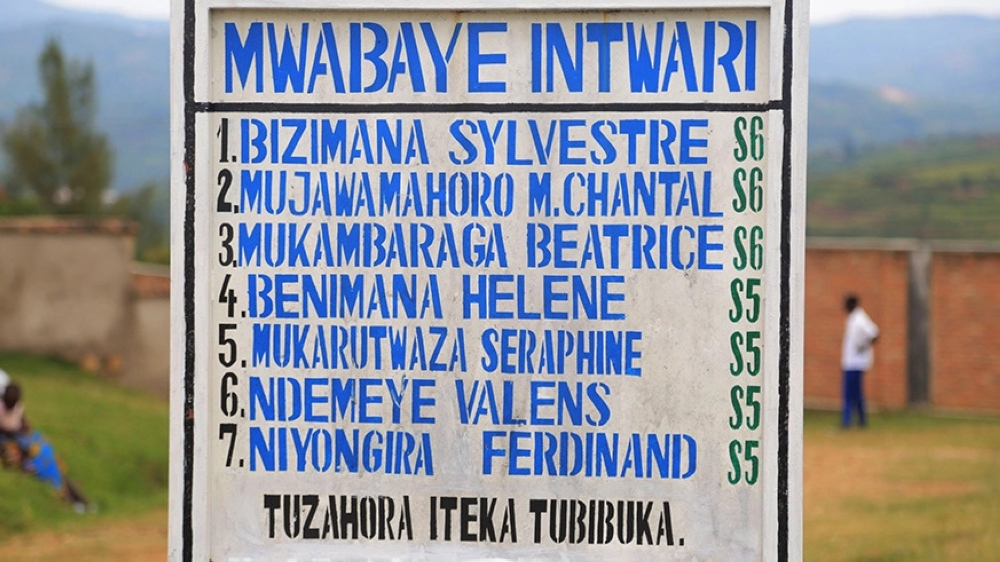 MWABAYE INTWARI
1. BIZIMANA SYLVESTRE S6
2. MUJAWAMAHORO M.CHANTAL S6
3. MUKAMBARAGA BEATRICE S6
4. BENIMANA HELENE S5
5. MUKARUTWAZA SERAPHINE S5
6. NDEMEYE VALENS S5
7. NIYONGIRA FERDINAND S5
TUZAHORA ITEKA TUBIBUKA.